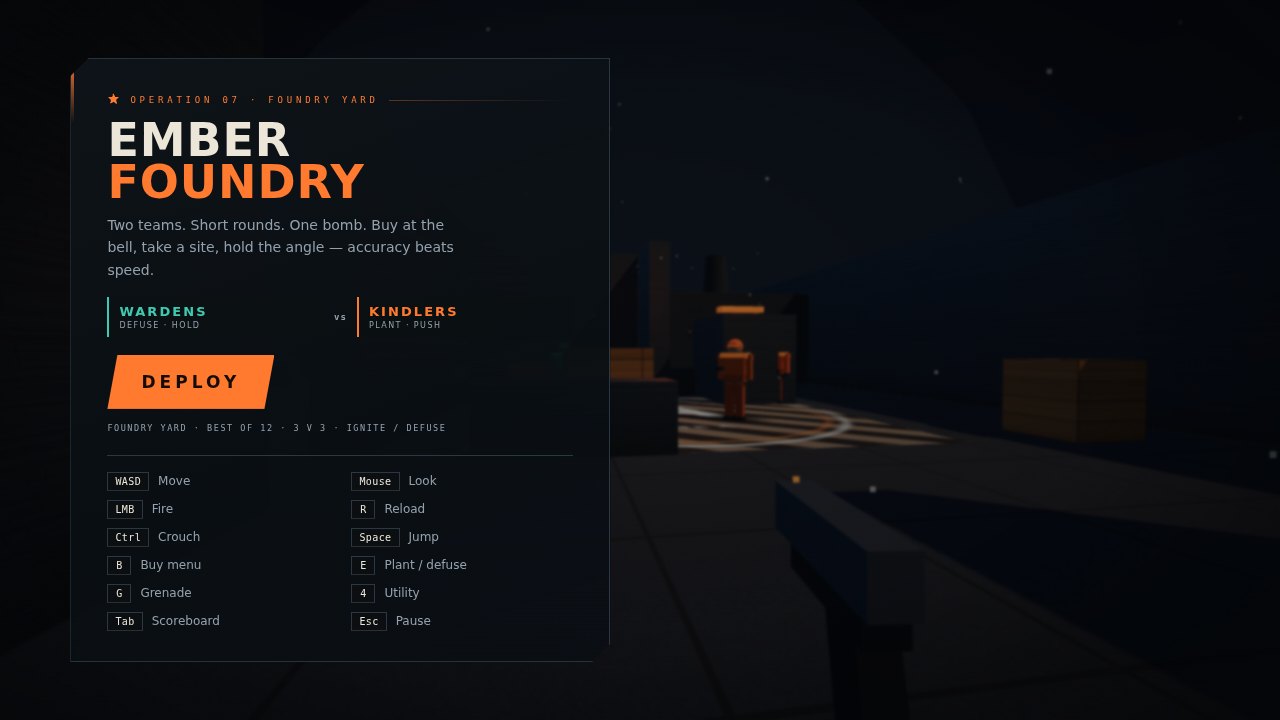 OPERATION 07 · FOUNDRY YARD
EMBER
FOUNDRY
Two teams. Short rounds. One bomb. Buy at the
bell, take a site, hold the angle — accuracy beats
speed.
WARDENS
DEFUSE · HOLD
vs
KINDLERS
PLANT · PUSH
DEPLOY
FOUNDRY YARD · BEST OF 12 · 3 V 3 · IGNITE / DEFUSE
WASD Move
Mouse Look
LMB Fire
R Reload
Ctrl Crouch
Space Jump
B Buy menu
E Plant / defuse
G Grenade
4 Utility
Tab Scoreboard
Esc Pause